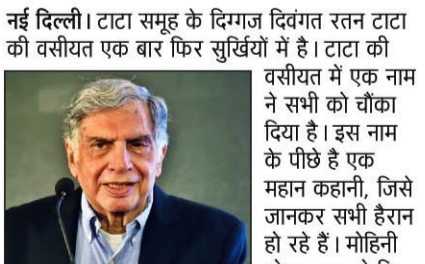 नई दिल्ली। टाटा समूह के दिग्गज दिवंगत रतन टाटा
की वसीयत एक बार फिर सुर्खियों में है। टाटा की
वसीयत में एक नाम
ने सभी को चौंका
दिया है। इस नाम
के पीछे है एक
महान कहानी, जिसे
जानकर सभी हैरान
हो रहे हैं। मोहिनी